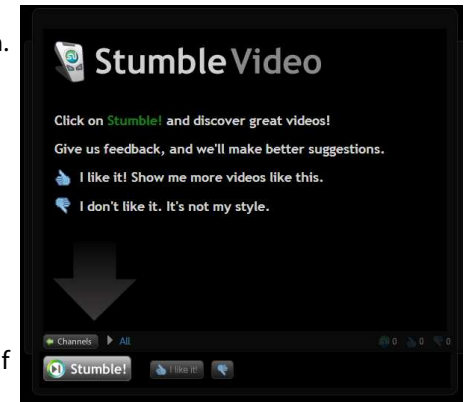 n.
Stumble Video
Click on Stumble! and discover great videos!
Give us feedback, and we'll make better suggestions.
I like it! Show me more videos like this.
I don't like it. It's not my style.
Channels All 0 0 0
f
Stumble! I like it!